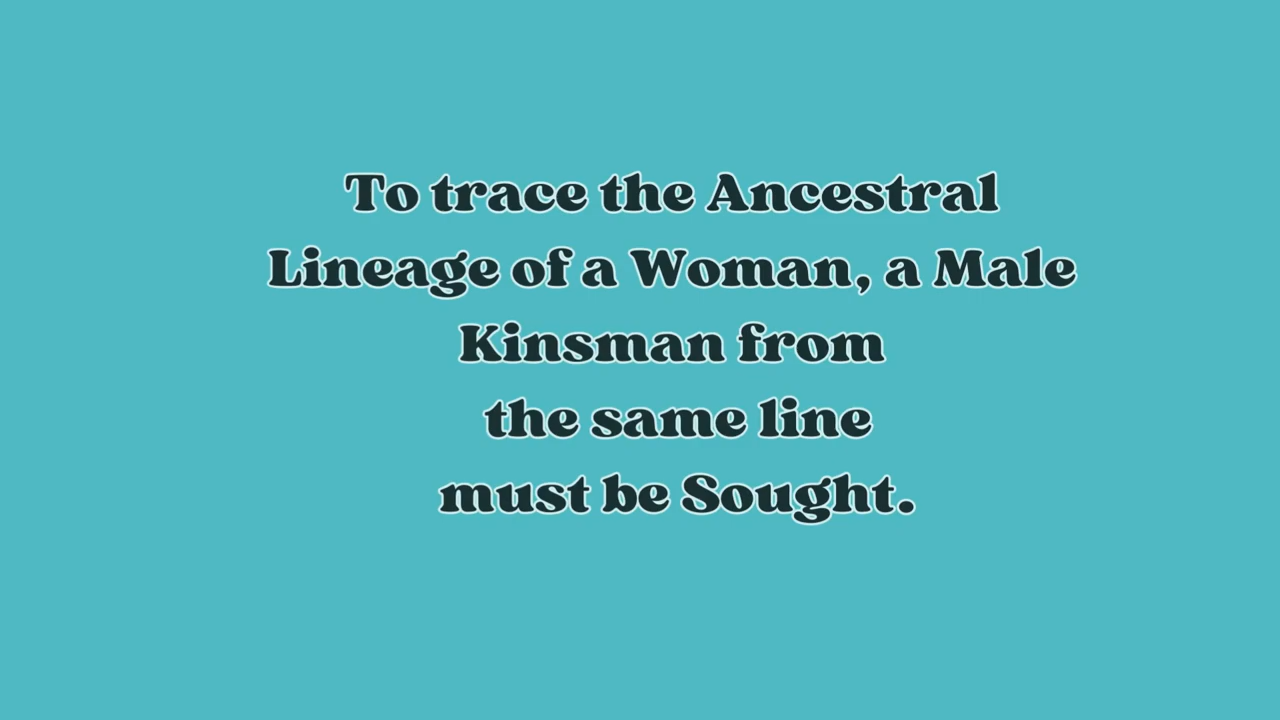 To trace the Ancestral
Lineage of a Woman, a Male
Kinsman from
the same line
must be Sought.